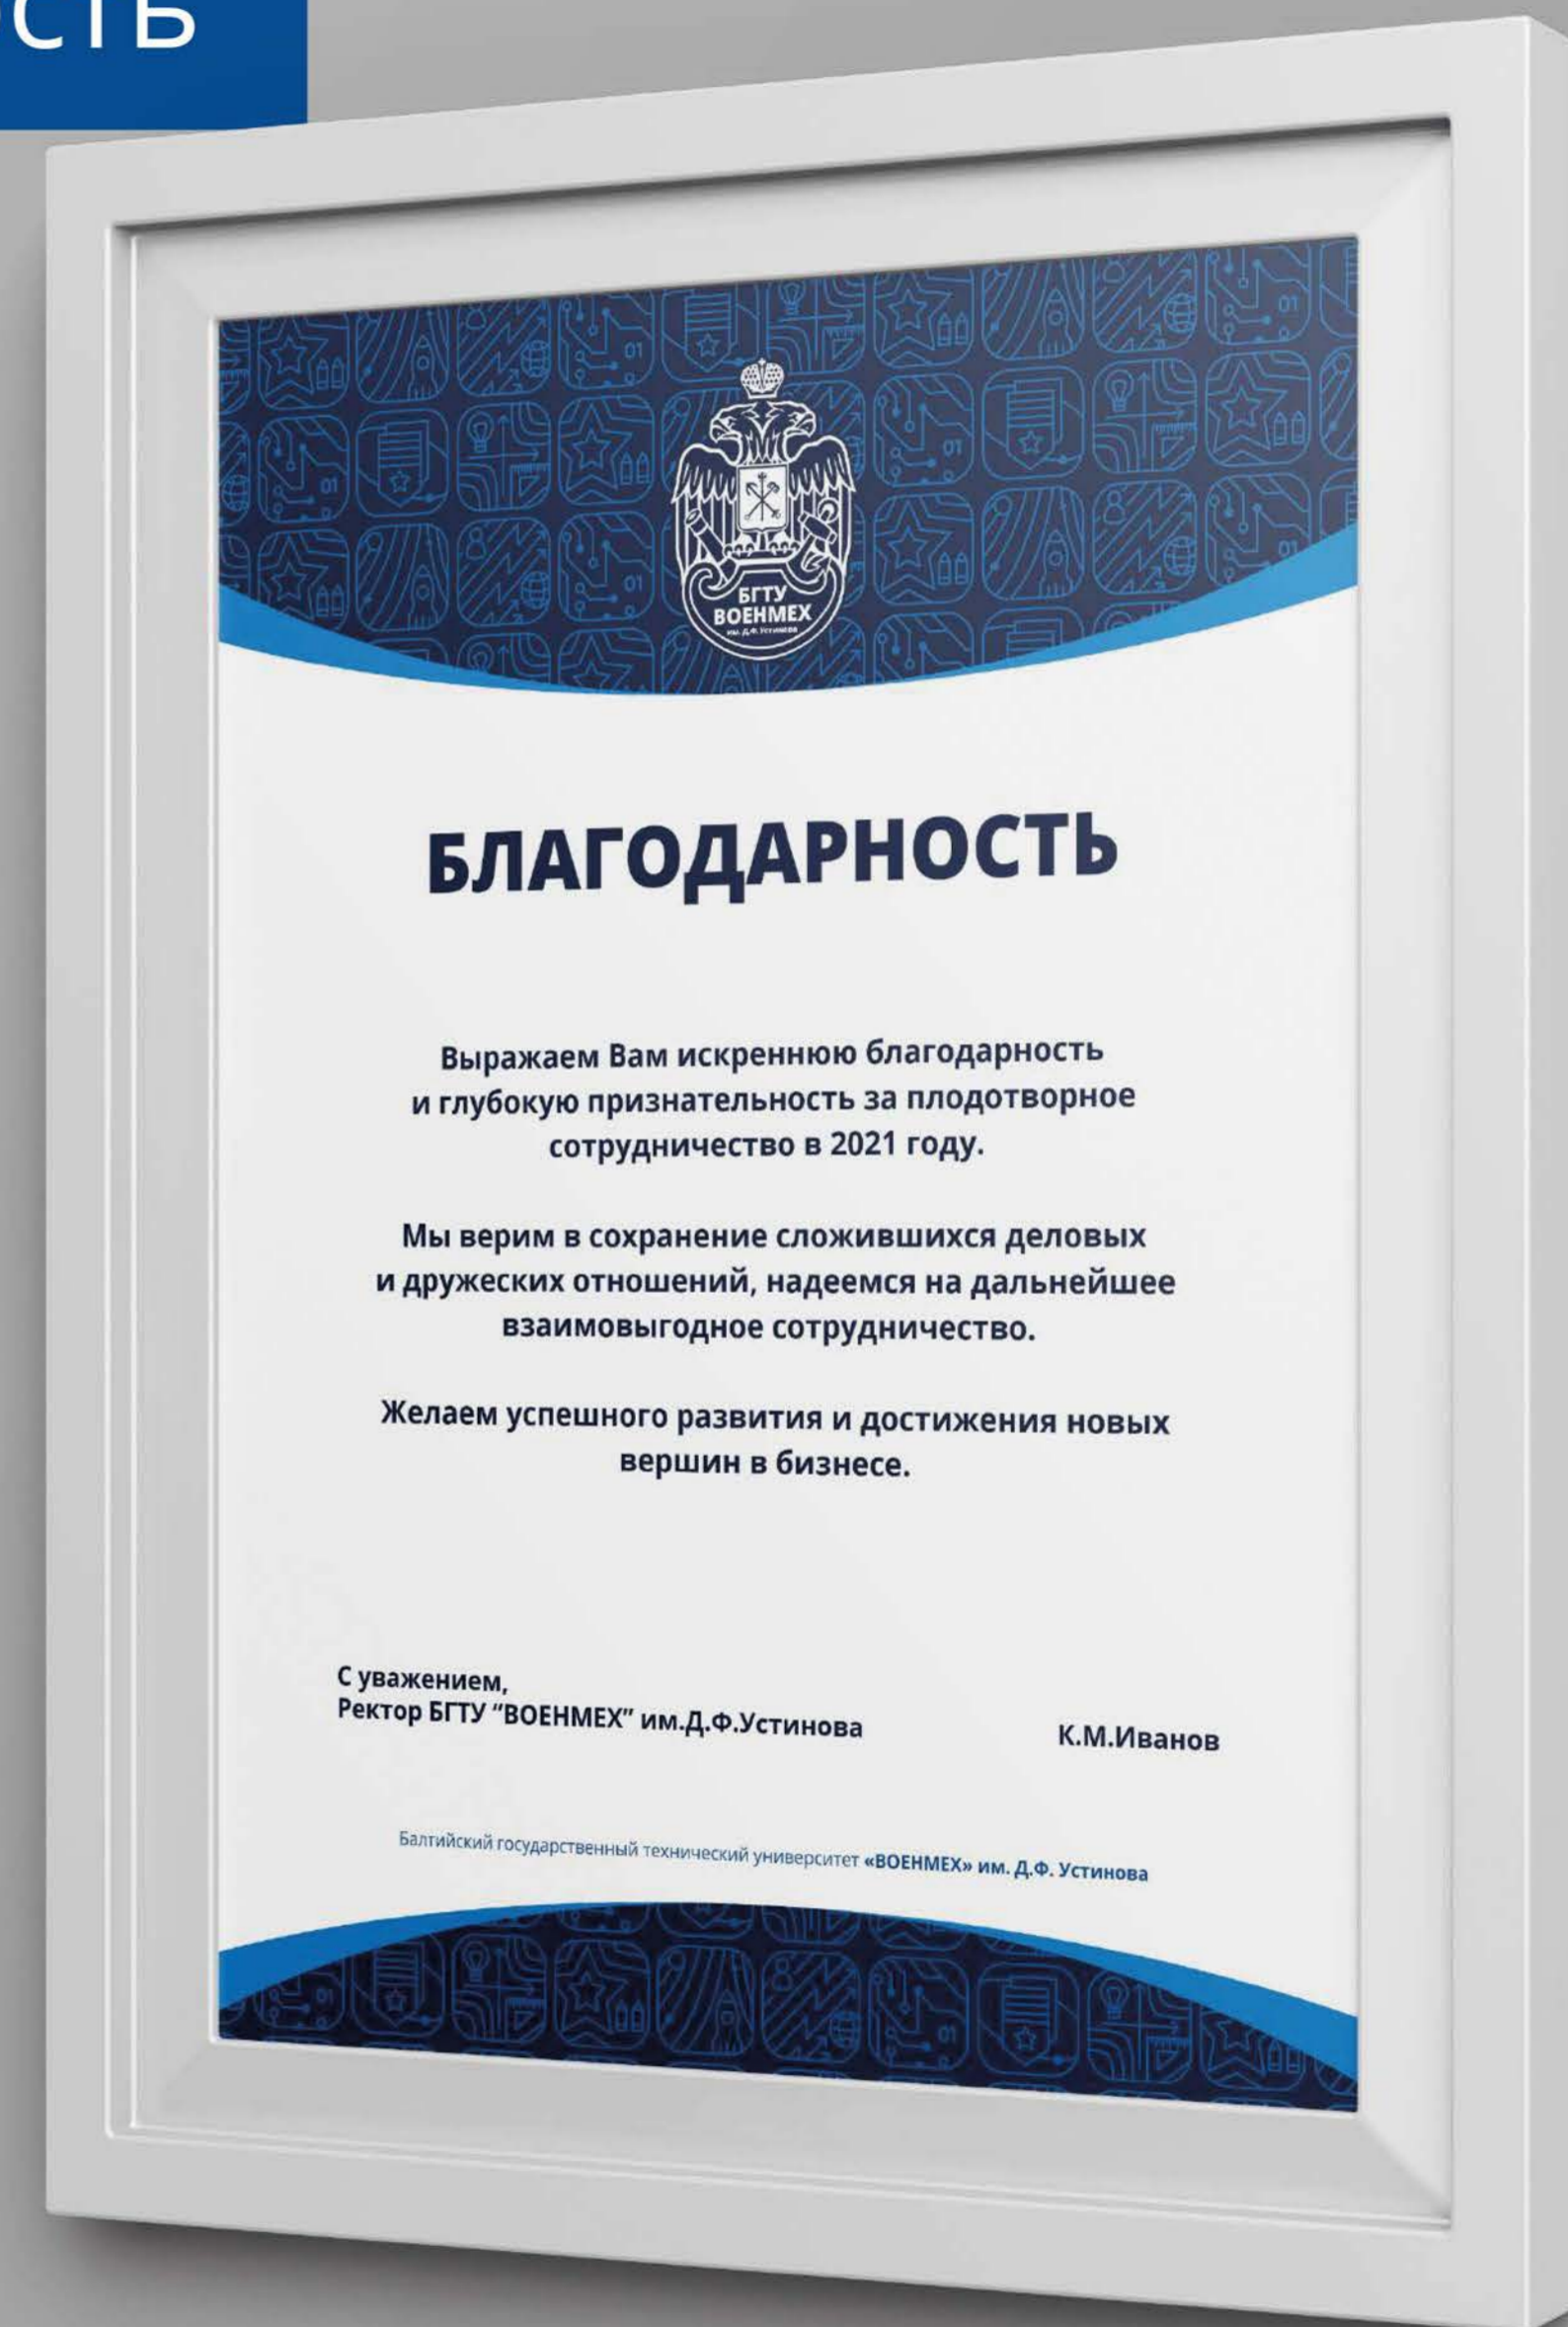 БГТУ
ВОЕНМЕХ
им. Д.Ф. Устинова
БЛАГОДАРНОСТЬ
Выражаем Вам искреннюю благодарность
и глубокую признательность за плодотворное
сотрудничество в 2021 году.
Мы верим в сохранение сложившихся деловых
и дружеских отношений, надеемся на дальнейшее
взаимовыгодное сотрудничество.
Желаем успешного развития и достижения новых
вершин в бизнесе.
С уважением,
Ректор БГТУ “ВОЕНМЕХ” им.Д.Ф.Устинова
К.М.Иванов
Балтийский государственный технический университет «ВОЕНМЕХ» им. Д.Ф. Устинова